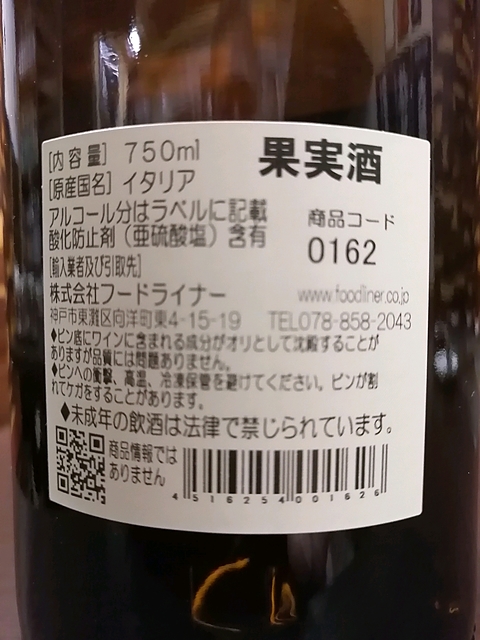 [内容量] 750ml
果実酒
[原産国名] イタリア
アルコール分はラベルに記載
酸化防止剤（亜硫酸塩）含有
商品コード
0162
[輸入業者及び引取先]
株式会社フードライナー
www.foodliner.co.jp
神戸市東灘区向洋町東4-15-19 TEL078-858-2043
◆ビン底にワインに含まれる成分がオリとして沈殿することが
ありますが品質には問題ありません。
◆ビンへの衝撃、高温、冷凍保管を避けてください。ビンが割
れてケガをすることがあります。
◆未成年の飲酒は法律で禁じられています。
商品情報では
ありません
4 516254 001626